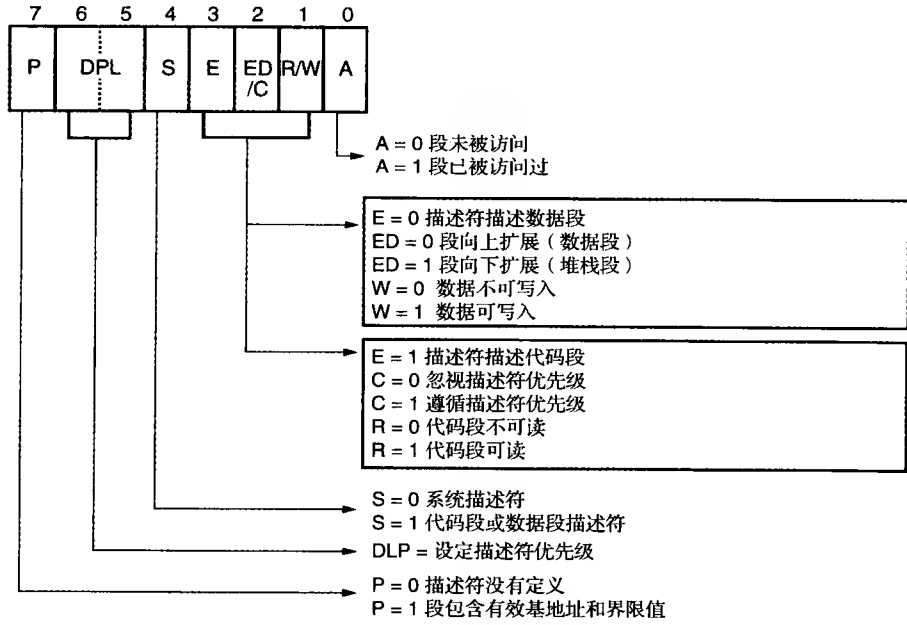 7 6 5 4 3 2 1 0
P DPL S E ED/C R/W A
A = 0 段未被访问
A = 1 段已被访问过
E = 0 描述符描述数据段
ED = 0 段向上扩展（数据段）
ED = 1 段向下扩展（堆栈段）
W = 0 数据不可写入
W = 1 数据可写入
E = 1 描述符描述代码段
C = 0 忽视描述符优先级
C = 1 遵循描述符优先级
R = 0 代码段不可读
R = 1 代码段可读
S = 0 系统描述符
S = 1 代码段或数据段描述符
DLP = 设定描述符优先级
P = 0 描述符没有定义
P = 1 段包含有效基地址和界限值